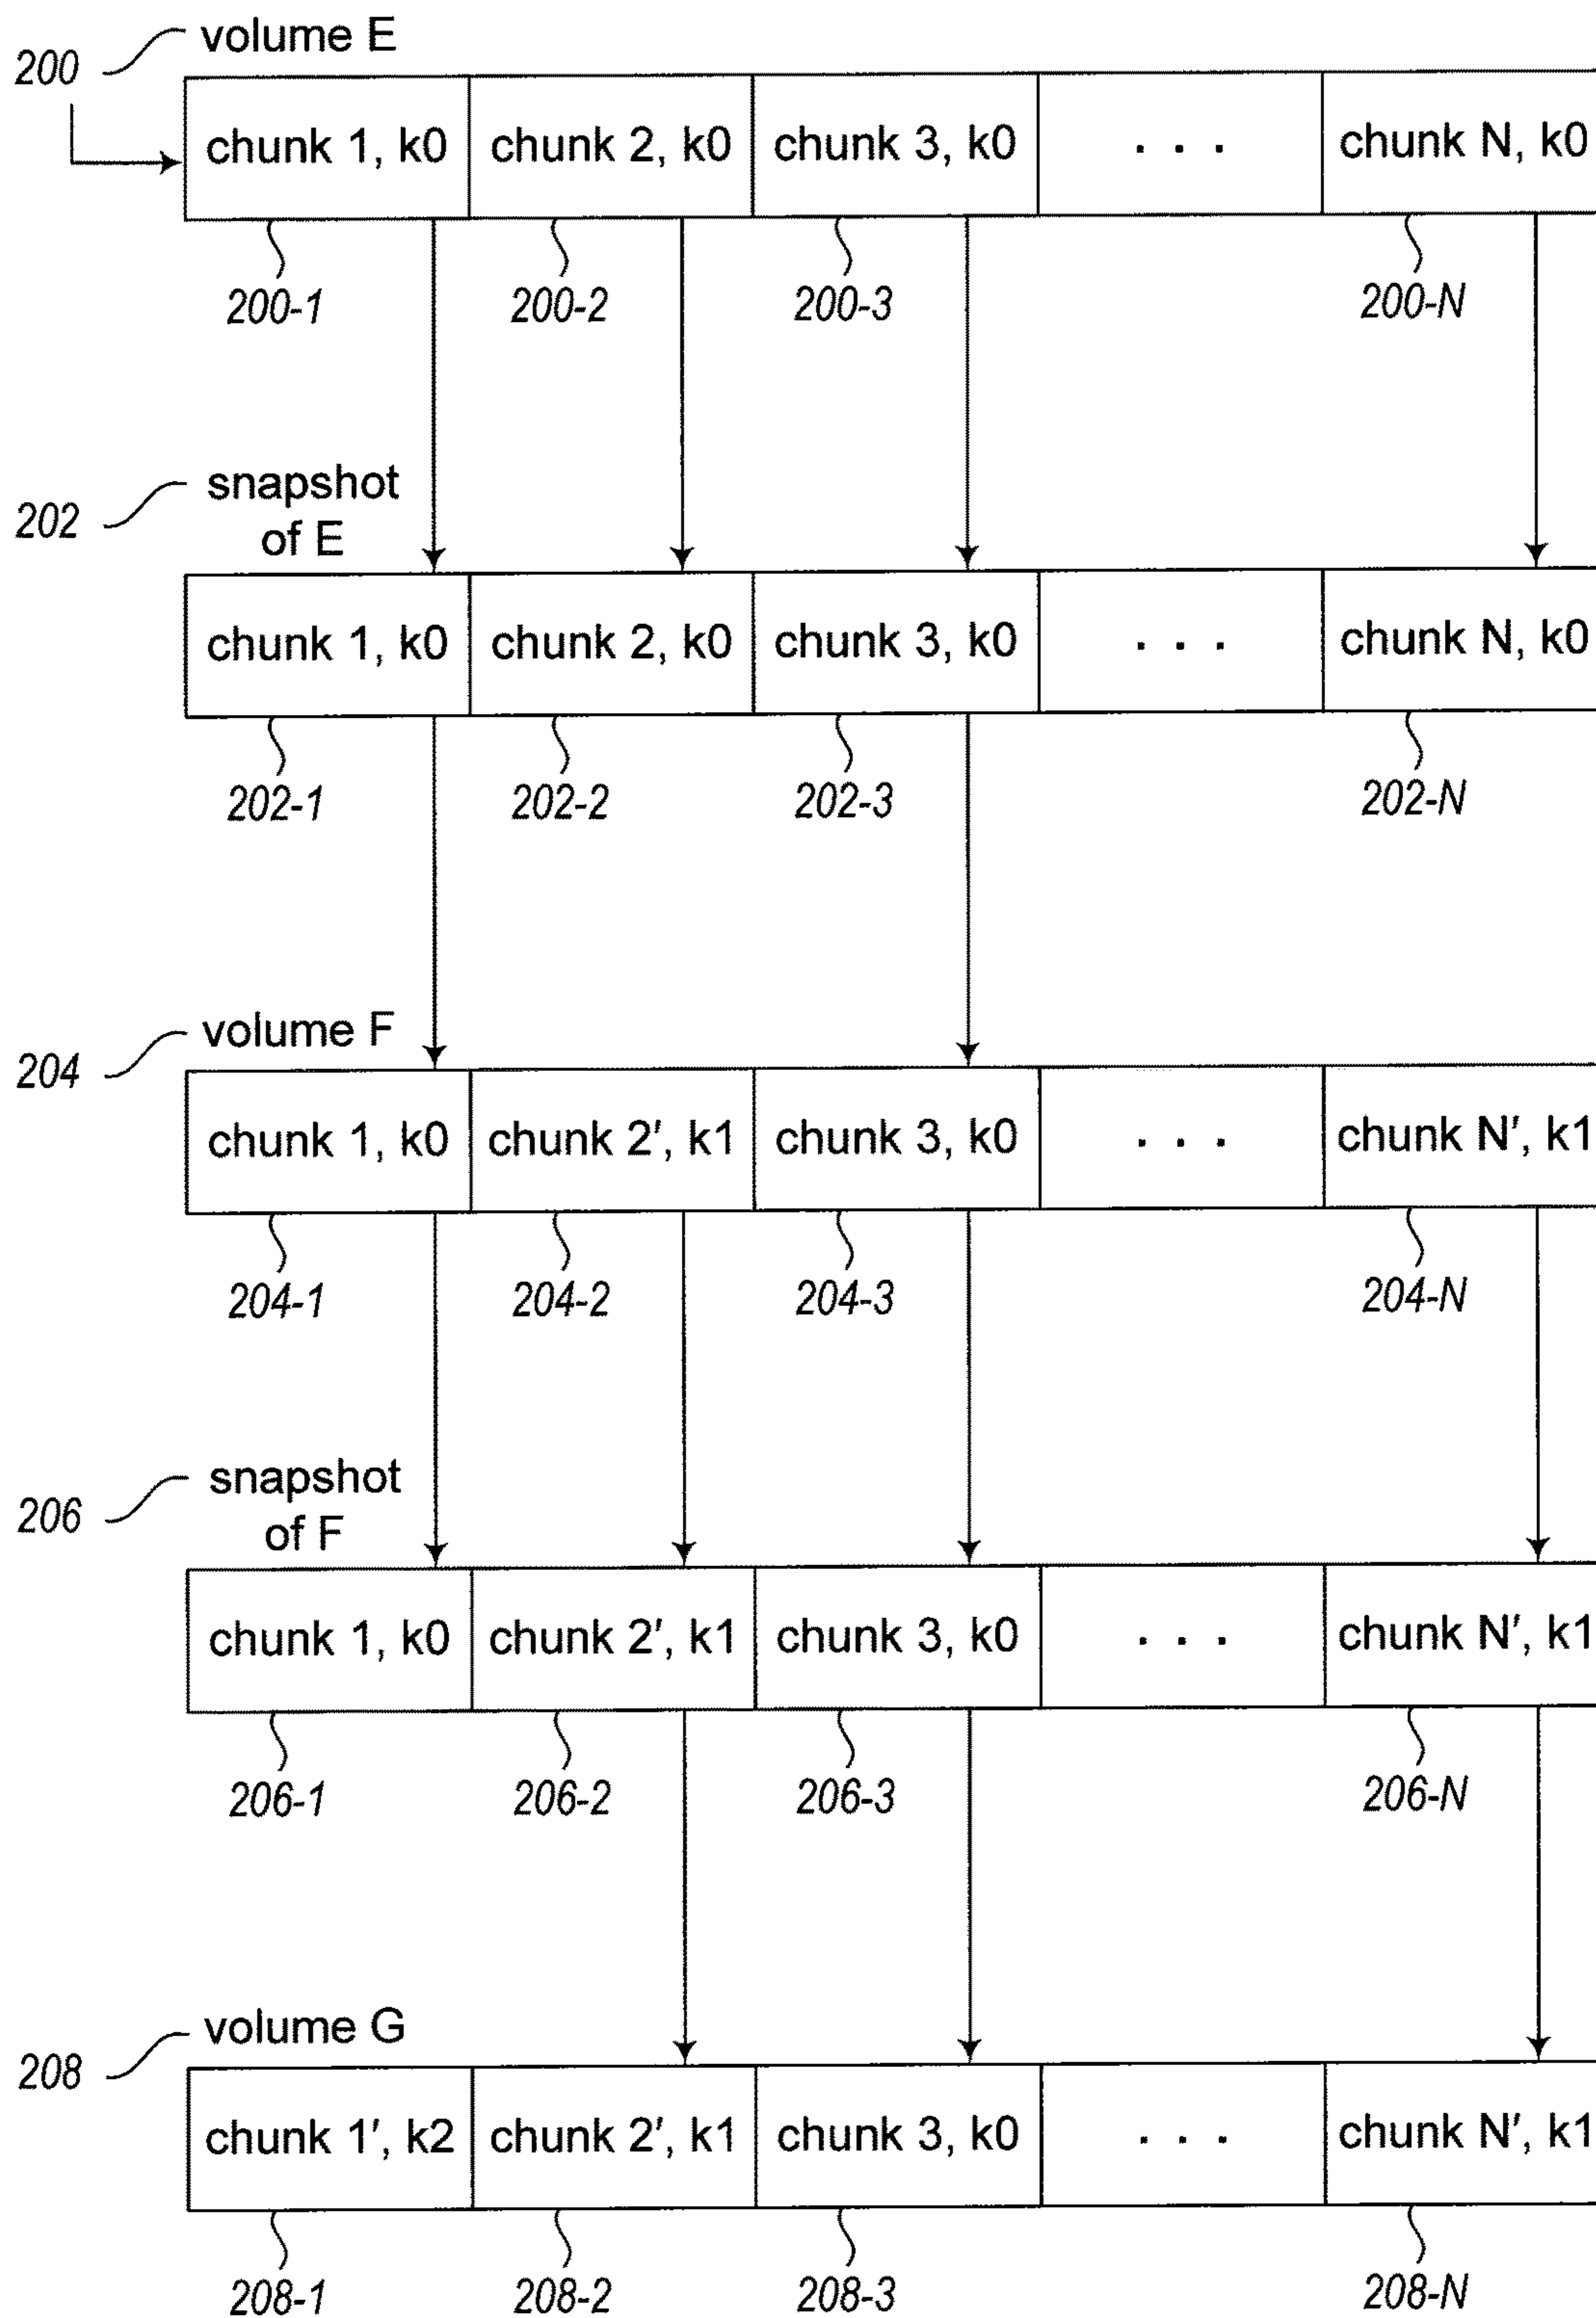 volume E
200
chunk 1, k0 chunk 2, k0 chunk 3, k0 . . . chunk N, k0
200-1 200-2 200-3 200-N
snapshot
202
of E
chunk 1, k0 chunk 2, k0 chunk 3, k0 . . . chunk N, k0
202-1 202-2 202-3 202-N
volume F
204
chunk 1, k0 chunk 2′, k1 chunk 3, k0 . . . chunk N′, k1
204-1 204-2 204-3 204-N
snapshot
206
of F
chunk 1, k0 chunk 2′, k1 chunk 3, k0 . . . chunk N′, k1
206-1 206-2 206-3 206-N
volume G
208
chunk 1′, k2 chunk 2′, k1 chunk 3, k0 . . . chunk N′, k1
208-1 208-2 208-3 208-N